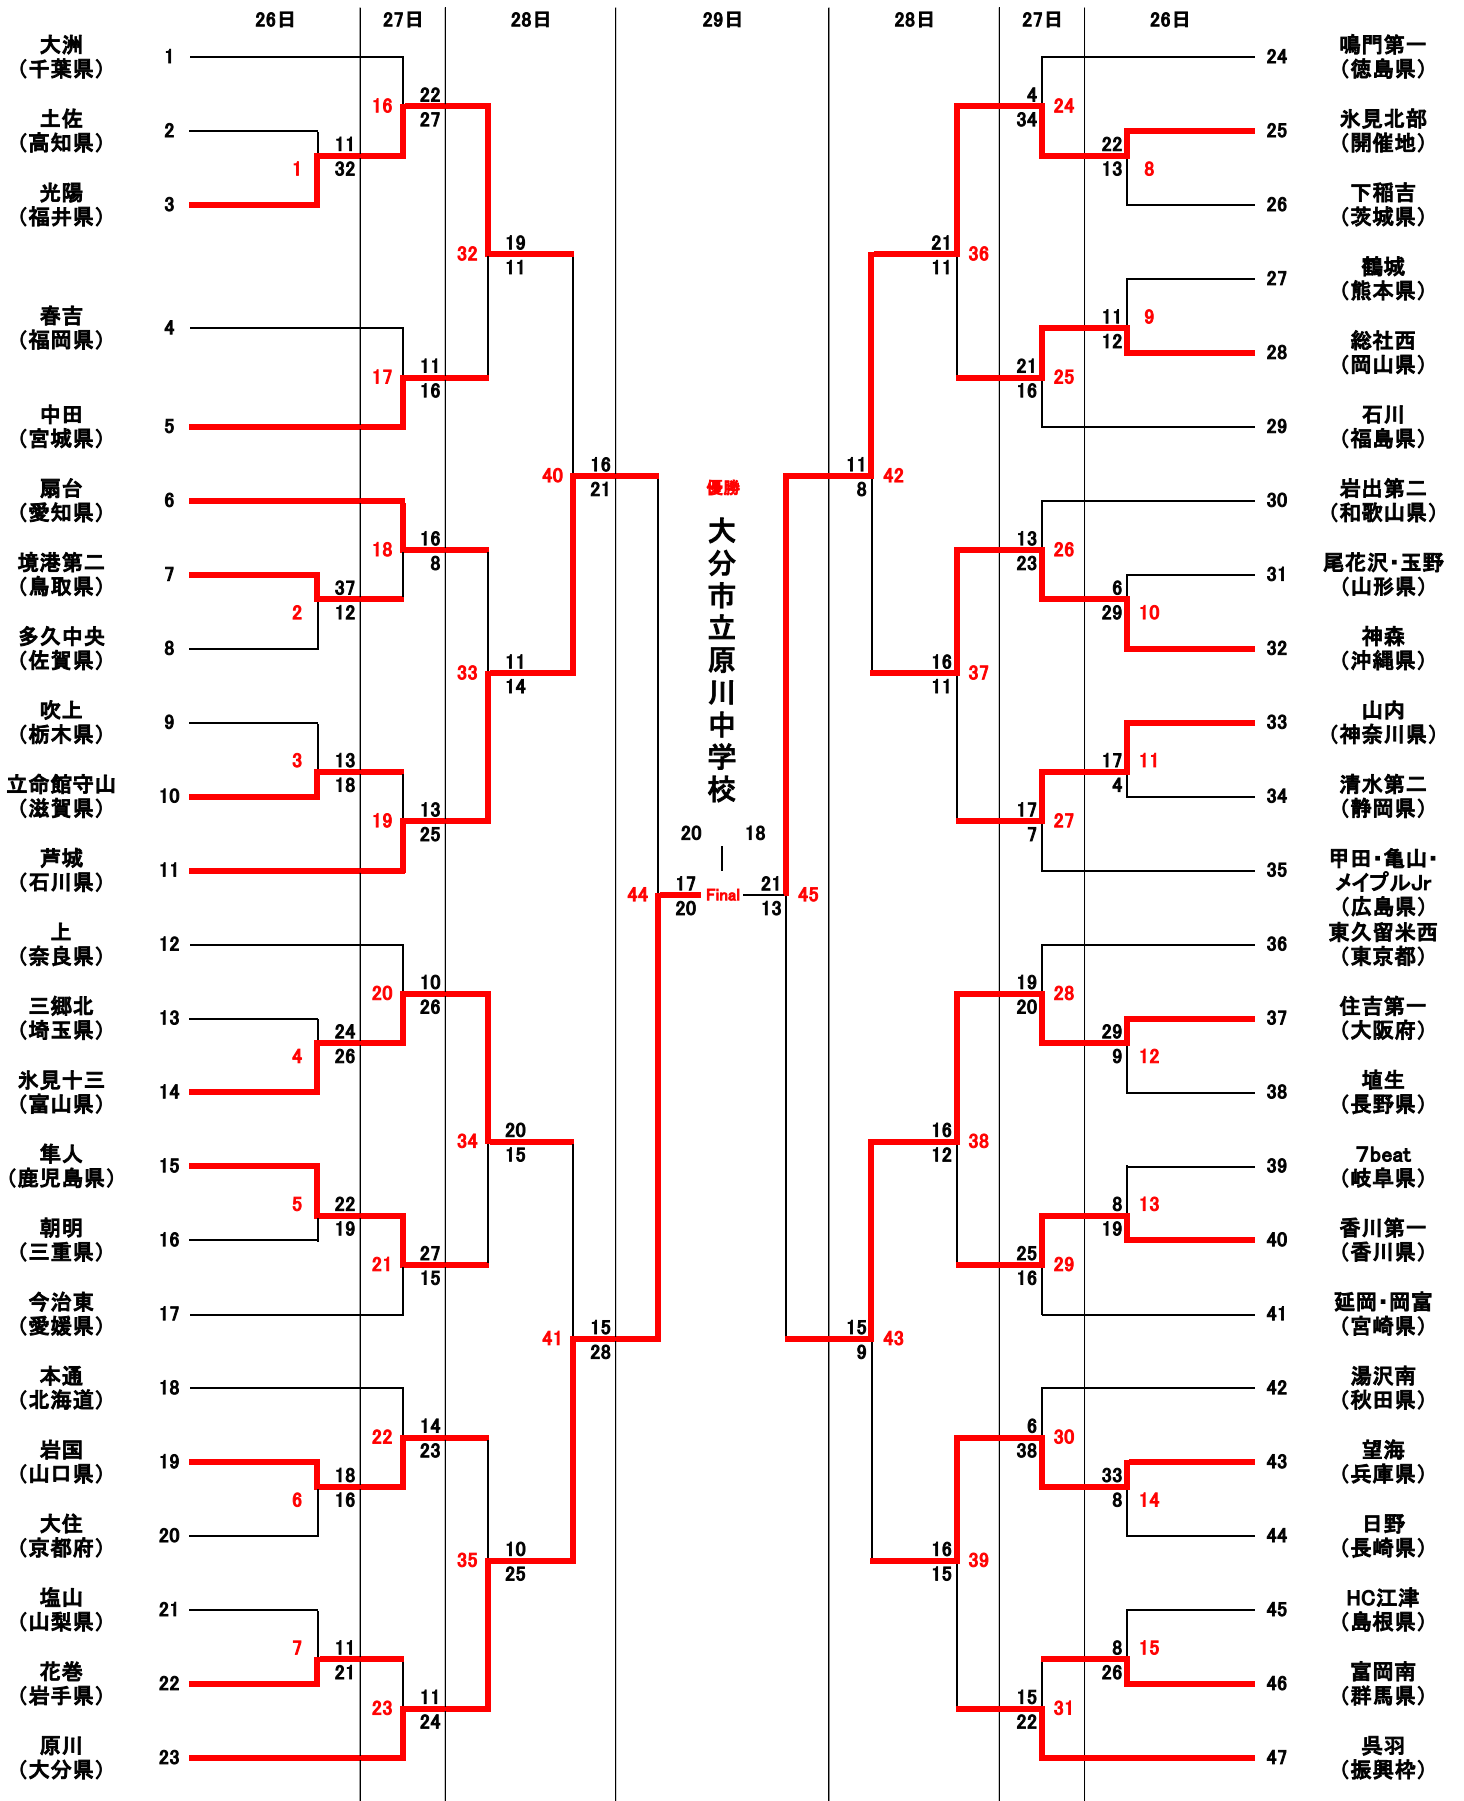 26日 27日 28日 29日 28日 27日 26日
大洲
（千葉県）
1
土佐
（高知県）
2
光陽
（福井県）
3
春吉
（福岡県）
4
中田
（宮城県）
5
扇台
（愛知県）
6
境港第二
（鳥取県）
7
多久中央
（佐賀県）
8
吹上
（栃木県）
9
立命館守山
（滋賀県）
10
芦城
（石川県）
11
上
（奈良県）
12
三郷北
（埼玉県）
13
氷見十三
（富山県）
14
隼人
（鹿児島県）
15
朝明
（三重県）
16
今治東
（愛媛県）
17
本通
（北海道）
18
岩国
（山口県）
19
大住
（京都府）
20
塩山
（山梨県）
21
花巻
（岩手県）
22
原川
（大分県）
23
1
11
32
2
37
12
3
13
18
4
24
26
5
22
19
6
18
16
7
11
21
16
22
27
17
11
16
18
16
8
19
13
25
20
10
26
21
27
15
22
14
23
23
11
24
32
19
11
33
11
14
34
20
15
35
10
25
40
16
21
41
15
28
44
17
20
優勝
大分市立原川中学校
20 18
Final
21
13
45
11
8
42
15
9
43
21
11
36
16
11
37
16
12
38
16
15
39
4
34
24
21
16
25
13
23
26
17
7
27
19
20
28
25
16
29
6
38
30
15
22
31
22
13
8
11
12
9
6
29
10
17
4
11
29
9
12
8
19
13
33
8
14
8
26
15
24
鳴門第一
（徳島県）
25
氷見北部
（開催地）
26
下稲吉
（茨城県）
27
鶴城
（熊本県）
28
総社西
（岡山県）
29
石川
（福島県）
30
岩出第二
（和歌山県）
31
尾花沢・玉野
（山形県）
32
神森
（沖縄県）
33
山内
（神奈川県）
34
清水第二
（静岡県）
35
甲田・亀山・
メイプルJr
（広島県）
36
東久留米西
（東京都）
37
住吉第一
（大阪府）
38
埴生
（長野県）
39
7beat
（岐阜県）
40
香川第一
（香川県）
41
延岡・岡富
（宮崎県）
42
湯沢南
（秋田県）
43
望海
（兵庫県）
44
日野
（長崎県）
45
HC江津
（島根県）
46
富岡南
（群馬県）
47
呉羽
（振興枠）